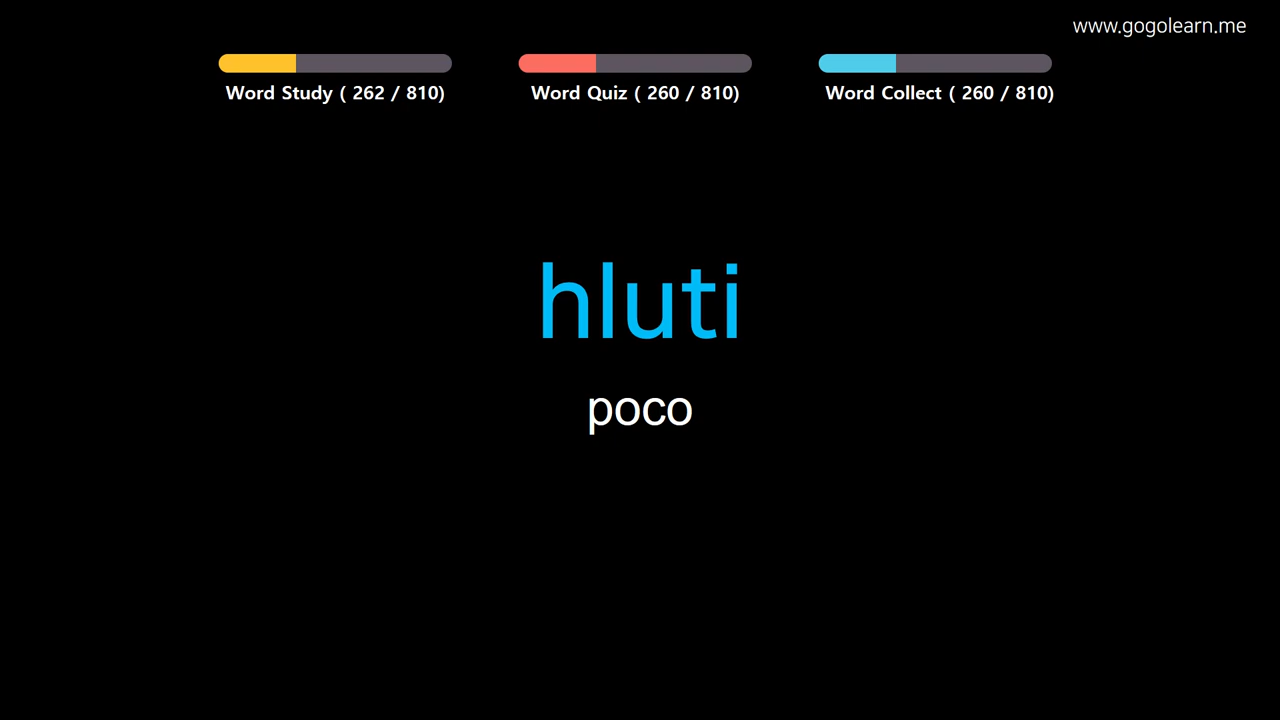 www.gogolearn.me
Word Study ( 262 / 810)
Word Quiz ( 260 / 810)
Word Collect ( 260 / 810)
hluti
poco